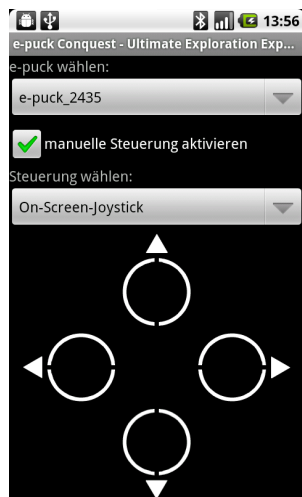 13:56
e-puck Conquest - Ultimate Exploration Exp...
e-puck wählen:
e-puck_2435
manuelle Steuerung aktivieren
Steuerung wählen:
On-Screen-Joystick